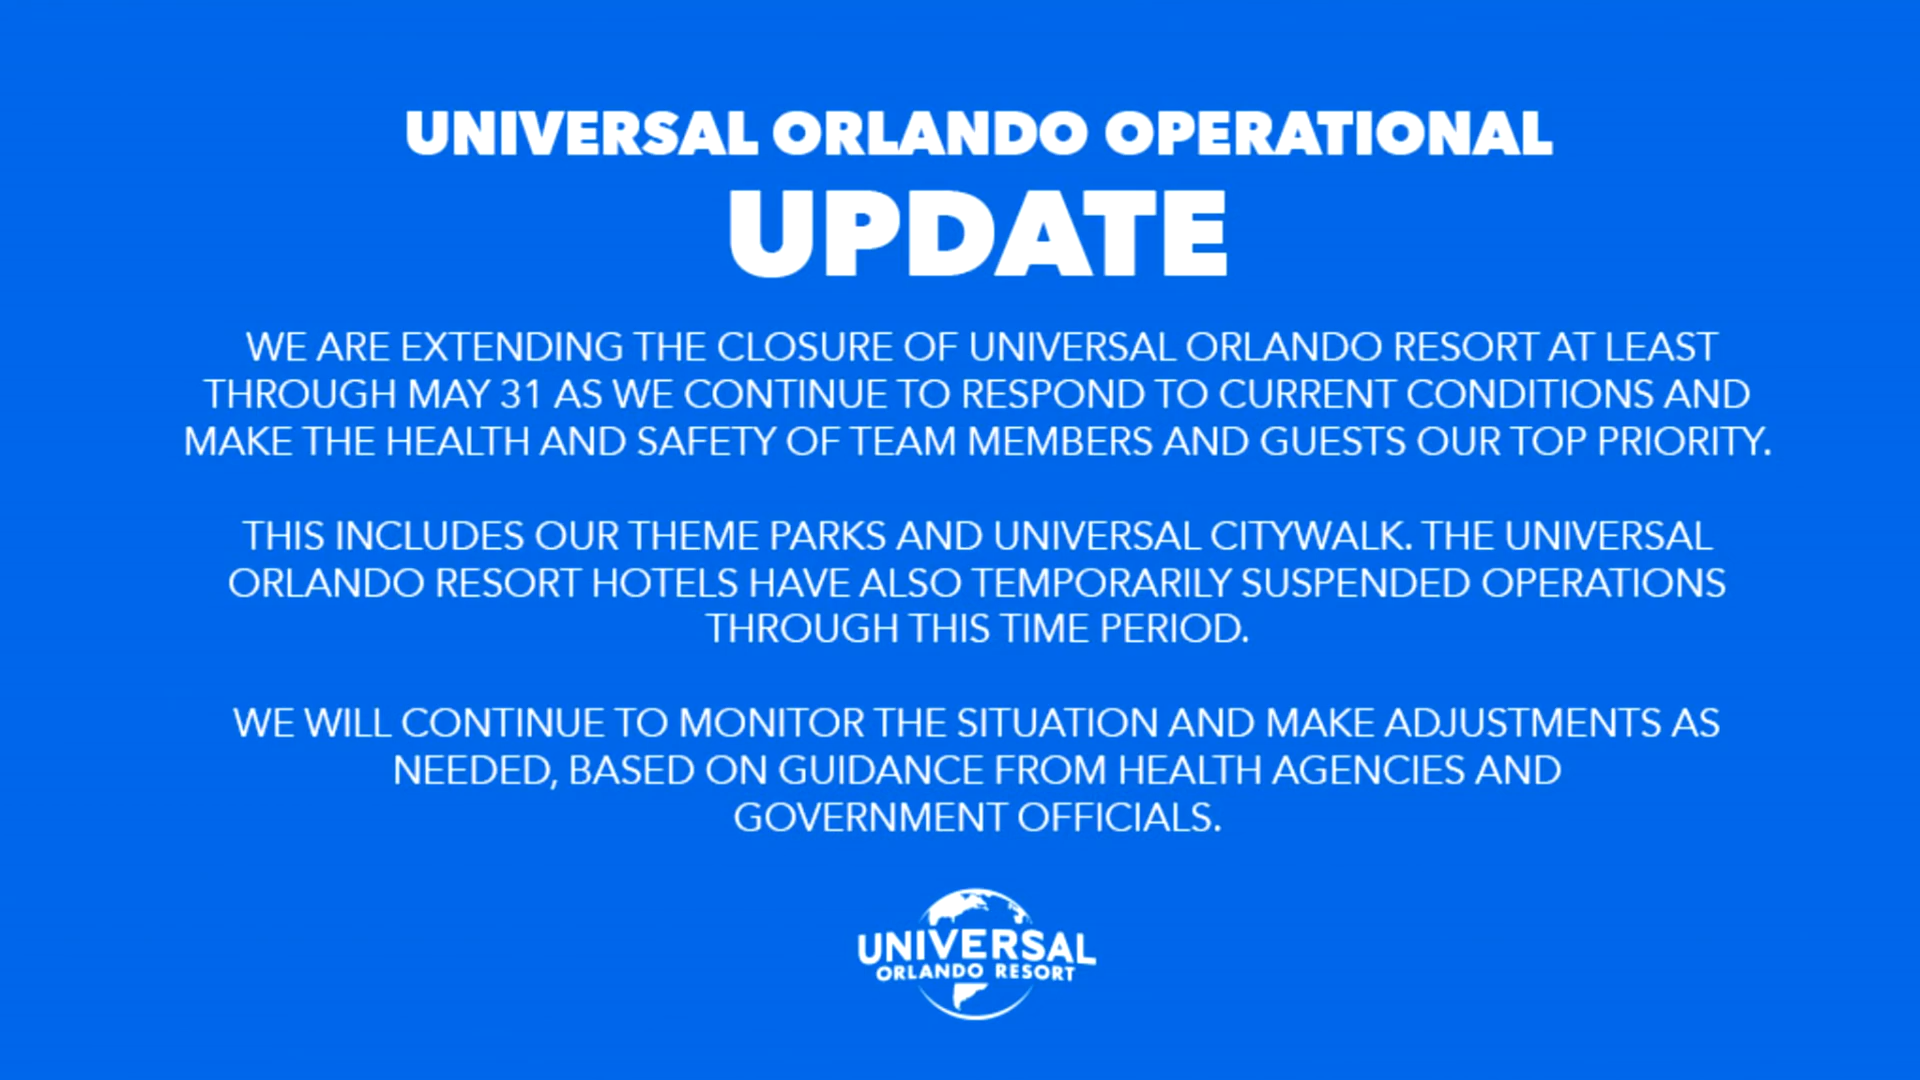 UNIVERSAL ORLANDO OPERATIONAL
UPDATE
WE ARE EXTENDING THE CLOSURE OF UNIVERSAL ORLANDO RESORT AT LEAST
THROUGH MAY 31 AS WE CONTINUE TO RESPOND TO CURRENT CONDITIONS AND
MAKE THE HEALTH AND SAFETY OF TEAM MEMBERS AND GUESTS OUR TOP PRIORITY.
THIS INCLUDES OUR THEME PARKS AND UNIVERSAL CITYWALK. THE UNIVERSAL
ORLANDO RESORT HOTELS HAVE ALSO TEMPORARILY SUSPENDED OPERATIONS
THROUGH THIS TIME PERIOD.
WE WILL CONTINUE TO MONITOR THE SITUATION AND MAKE ADJUSTMENTS AS
NEEDED, BASED ON GUIDANCE FROM HEALTH AGENCIES AND
GOVERNMENT OFFICIALS.
UNIVERSAL
ORLANDO RESORT